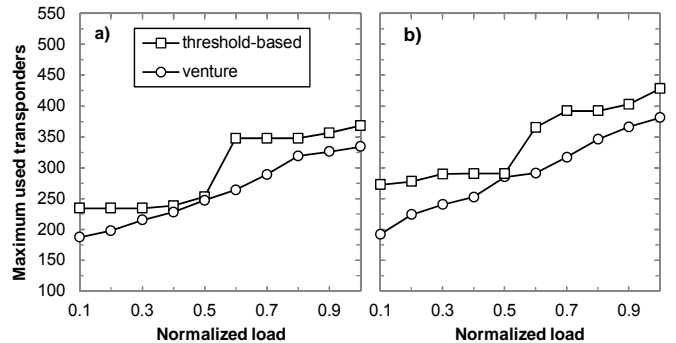 a)
threshold-based
venture
b)
Maximum used transponders
550
500
450
400
350
300
250
200
150
100
0.1 0.3 0.5 0.7 0.9
0.1 0.3 0.5 0.7 0.9
Normalized load
Normalized load